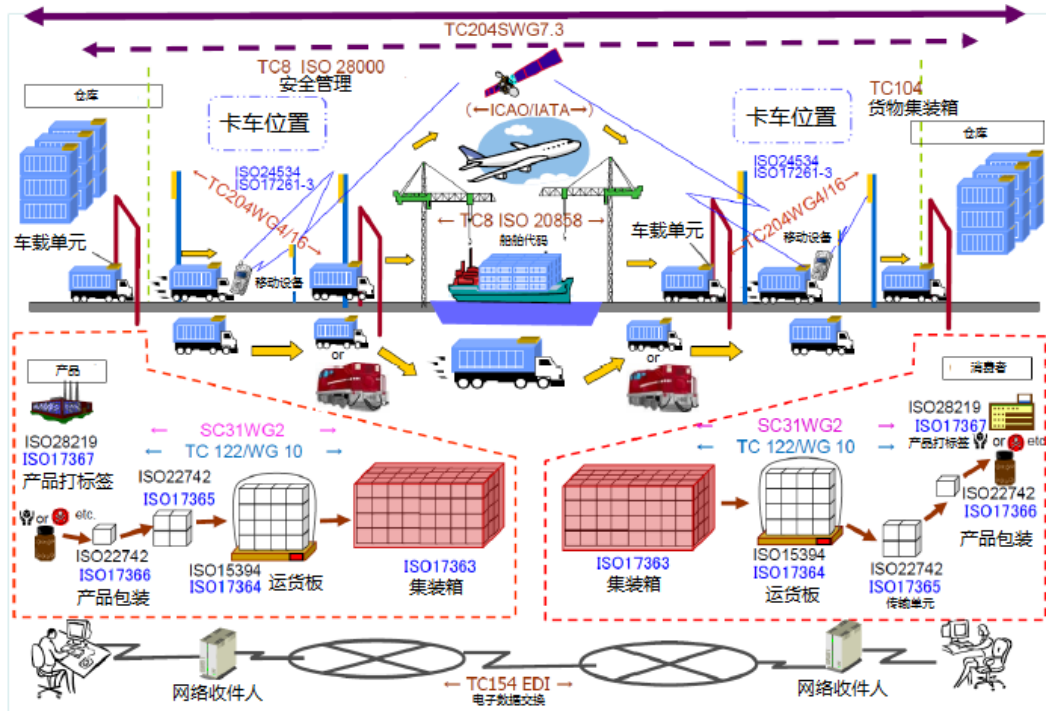 TC204SWG7.3
TC8 ISO 28000
安全管理
仓库
卡车位置
(←ICAO/IATA→)
卡车位置
TC104
货物集装箱
仓库
ISO24534
ISO17261-3
←TC204WG4/16→
← TC8 ISO 20858 →
船舶代码
ISO24534
ISO17261-3
←TC204WG4/16→
车载单元
移动设备
车载单元
移动设备
or
or
产品
ISO28219
ISO17367
产品打标签
SC31WG2
TC 122/WG 10
ISO22742
ISO17365
or
etc.
ISO22742
ISO17366
产品包装
ISO15394
ISO17364
运货板
ISO17363
集装箱
消费者
SC31WG2
TC 122/WG 10
ISO28219
ISO17367
产品打标签
or
etc
ISO22742
ISO17366
产品包装
ISO17363
集装箱
ISO15394
ISO17364
运货板
ISO22742
ISO17365
传输单元
网络收件人
← TC154 EDI →
电子数据交换
网络收件人